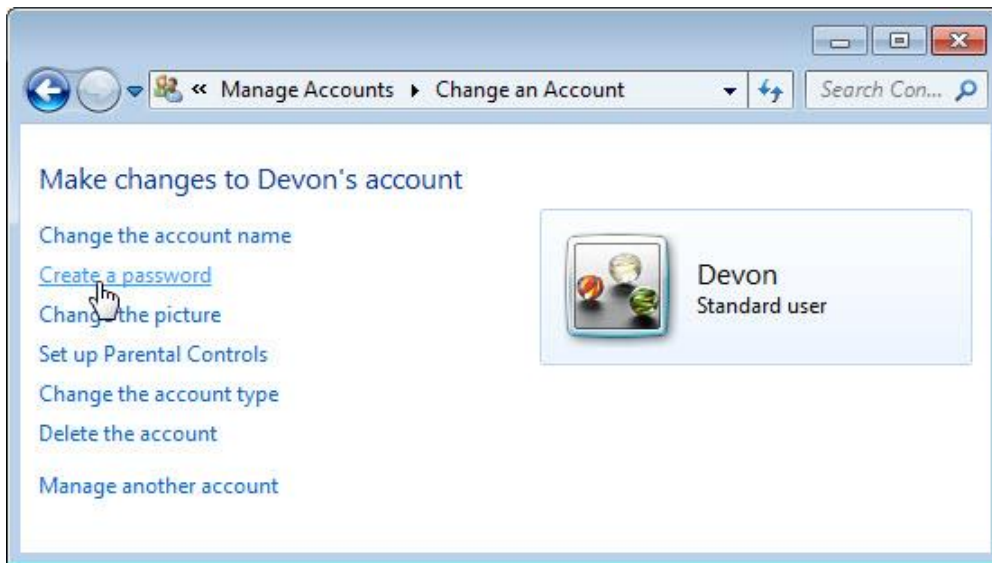 « Manage Accounts ▸ Change an Account
Search Con...
Make changes to Devon's account
Change the account name
Create a password
Change the picture
Set up Parental Controls
Change the account type
Delete the account
Manage another account
Devon
Standard user